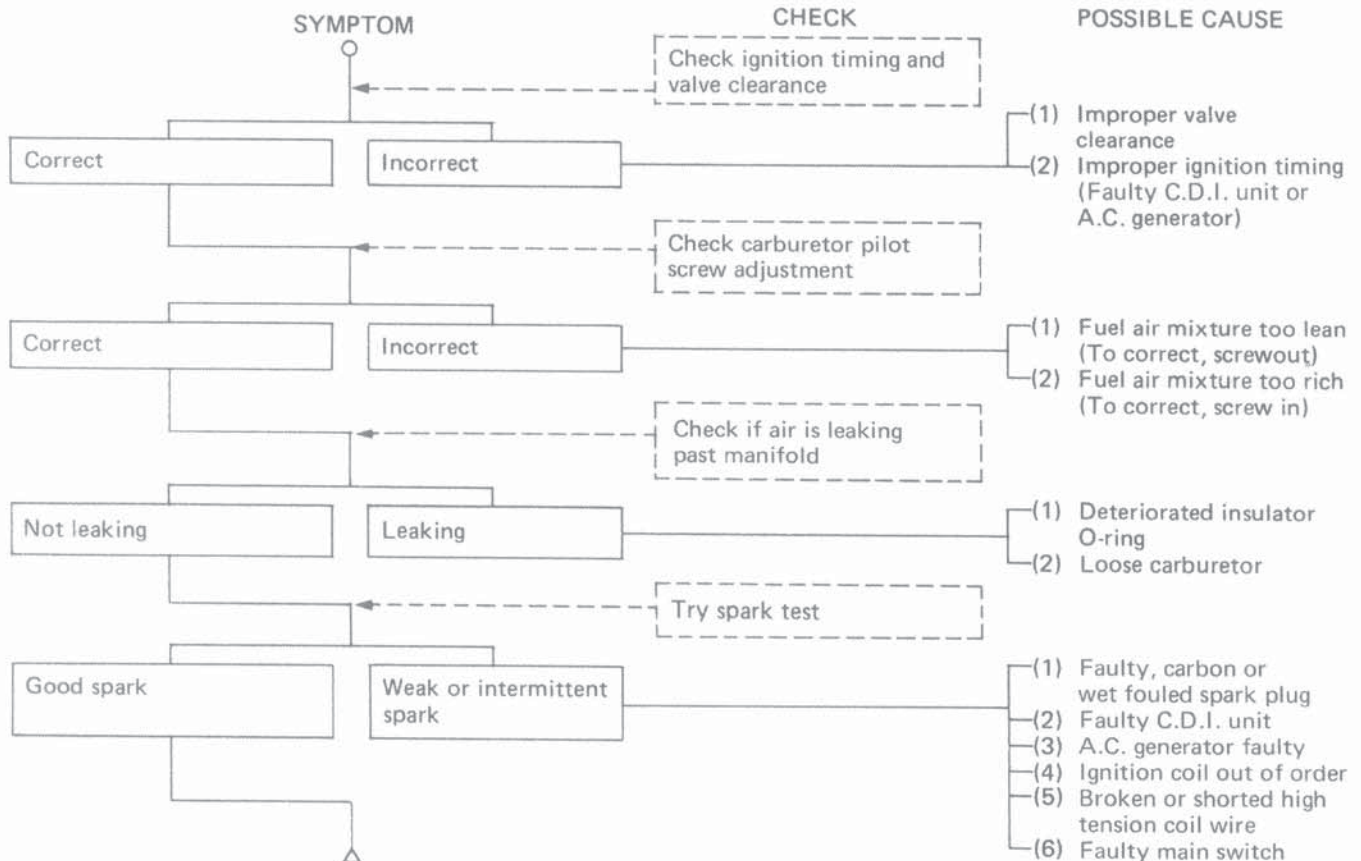 SYMPTOM
CHECK
POSSIBLE CAUSE
Check ignition timing and
valve clearance
Correct
Incorrect
(1) Improper valve
clearance
(2) Improper ignition timing
(Faulty C.D.I. unit or
A.C. generator)
Check carburetor pilot
screw adjustment
Correct
Incorrect
(1) Fuel air mixture too lean
(To correct, screwout)
(2) Fuel air mixture too rich
(To correct, screw in)
Check if air is leaking
past manifold
Not leaking
Leaking
(1) Deteriorated insulator
O-ring
(2) Loose carburetor
Try spark test
Good spark
Weak or intermittent
spark
(1) Faulty, carbon or
wet fouled spark plug
(2) Faulty C.D.I. unit
(3) A.C. generator faulty
(4) Ignition coil out of order
(5) Broken or shorted high
tension coil wire
(6) Faulty main switch